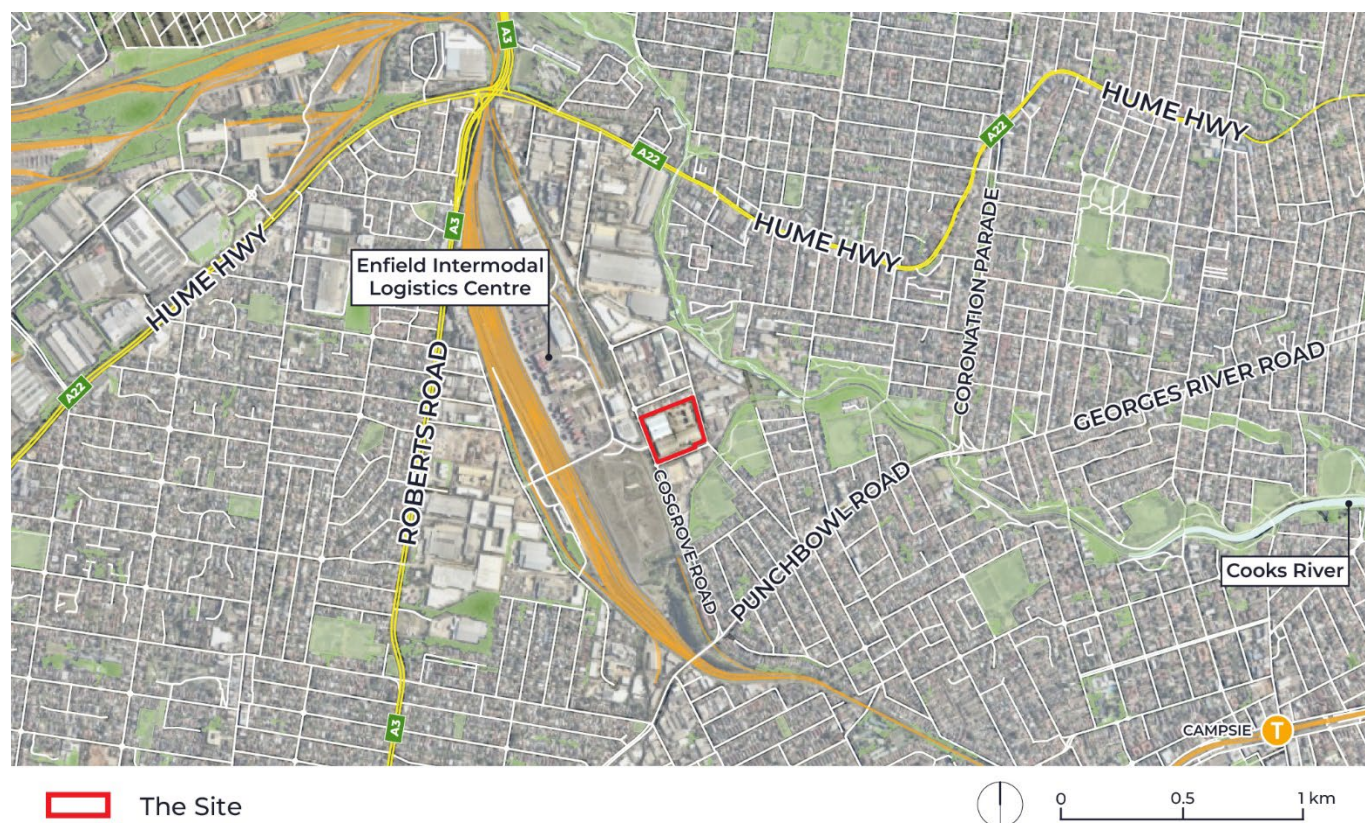 A3
HUME HWY
A22
A22
HUME HWY
A22
HUME HWY
A3
Enfield Intermodal
Logistics Centre
CORONATION PARADE
ROBERTS ROAD
GEORGES RIVER ROAD
A22
COSGROVE ROAD
PUNCHBOWL ROAD
Cooks River
A3
CAMPSIE
T
The Site
0
0.5
1 km